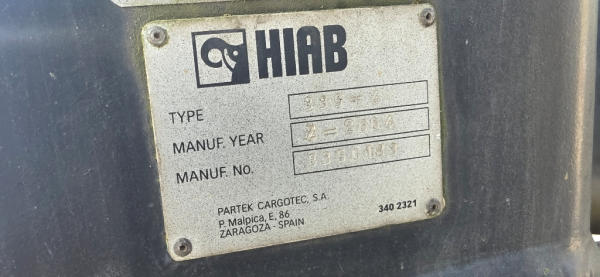 HIAB
TYPE
MANUF. YEAR
MANUF. No.
PARTEK CARGOTEC, S.A.
P. Malpica, E, 86
ZARAGOZA - SPAIN
340 2321